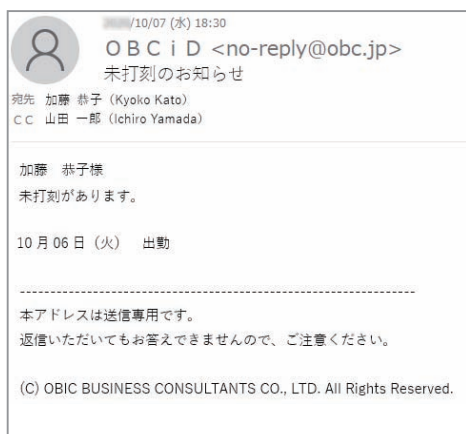 /10/07 (水) 18:30
ＯＢＣｉＤ <no-reply@obc.jp>
未打刻のお知らせ
宛先 加藤 恭子 (Kyoko Kato)
ＣＣ 山田 一郎 (Ichiro Yamada)
加藤　恭子様
未打刻があります。
10月06日（火）　出勤
------------------------------------------------------------------
本アドレスは送信専用です。
返信いただいてもお答えできませんので、ご注意ください。
(C) OBIC BUSINESS CONSULTANTS CO., LTD. All Rights Reserved.